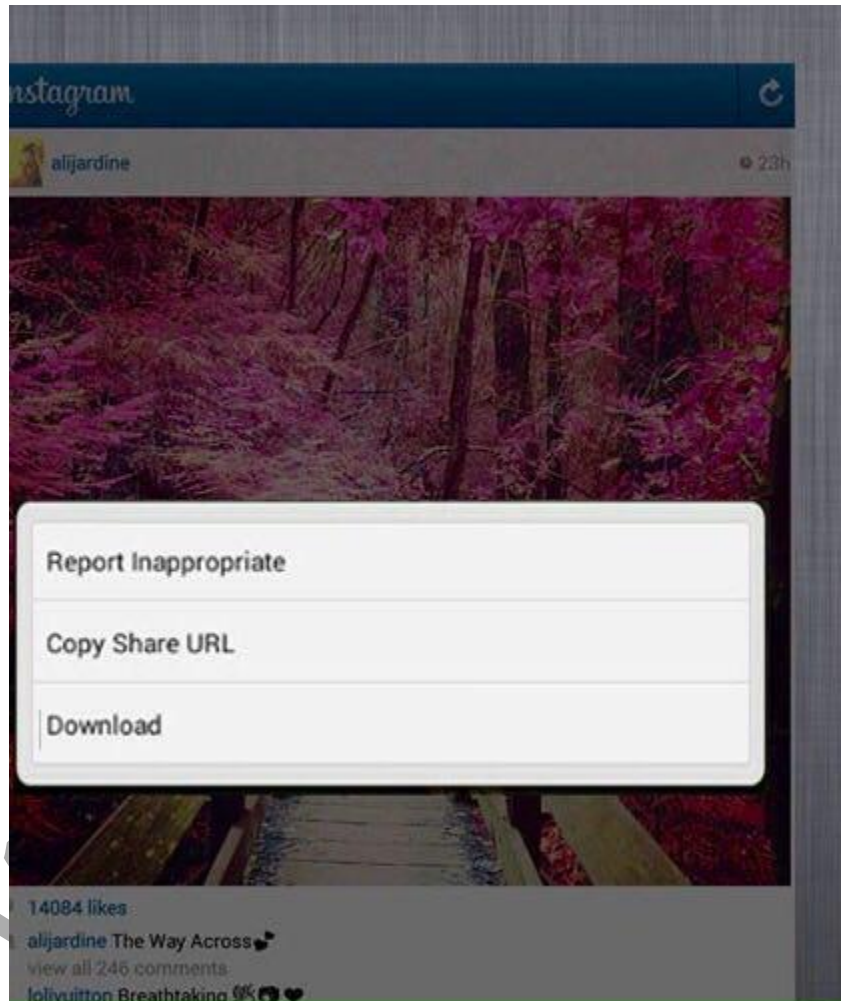 nstagram
alijardine
23h
Report Inappropriate
Copy Share URL
Download
14084 likes
alijardine The Way Across
view all 246 comments
lolivuitton Breathtaking